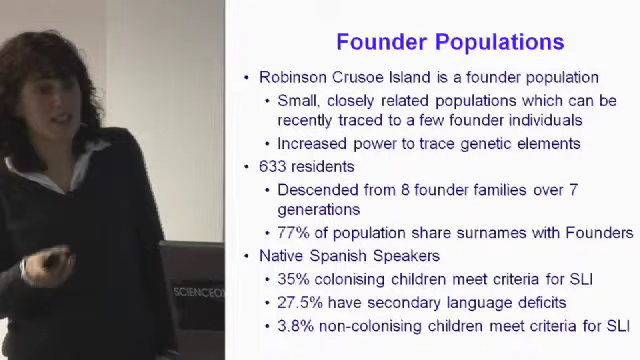 Founder Populations
• Robinson Crusoe Island is a founder population
• Small, closely related populations which can be
recently traced to a few founder individuals
• Increased power to trace genetic elements
• 633 residents
• Descended from 8 founder families over 7
generations
• 77% of population share surnames with Founders
• Native Spanish Speakers
• 35% colonising children meet criteria for SLI
• 27.5% have secondary language deficits
• 3.8% non-colonising children meet criteria for SLI